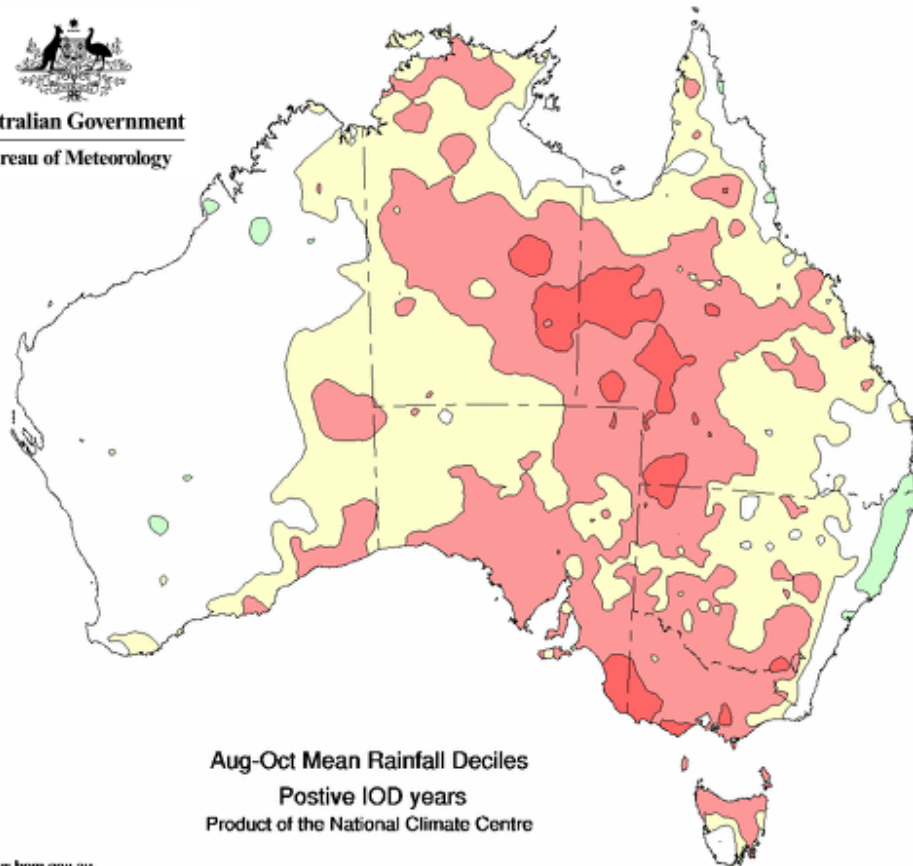 tralian Government
reau of Meteorology
Aug-Oct Mean Rainfall Deciles
Postive IOD years
Product of the National Climate Centre